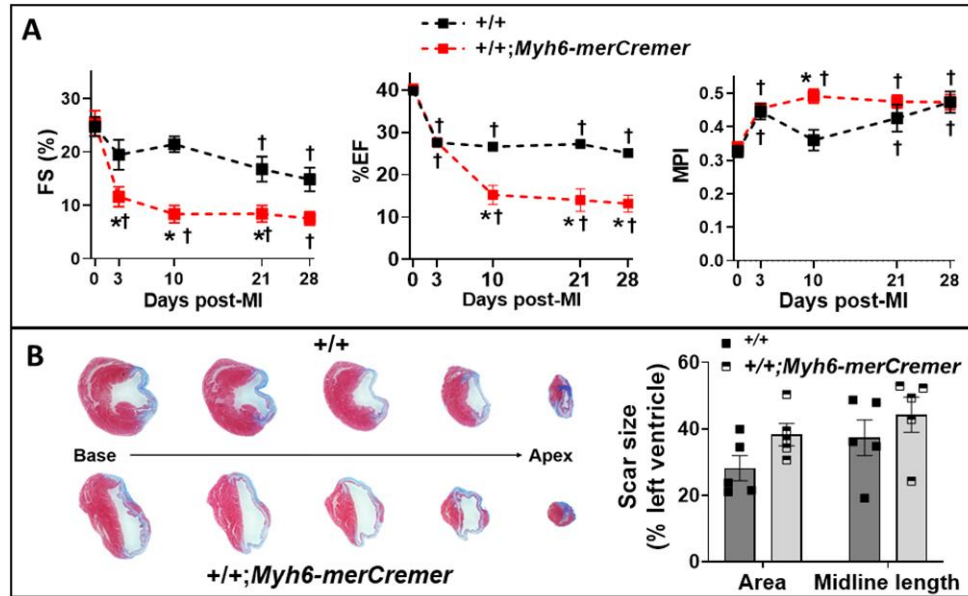 A
+/+
+/+;Myh6-merCremer
FS (%)
30
20
10
0
* †
* †
* †
†
†
†
0 3 10 21 28
Days post-MI
%EF
40
20
0
†
†
†
†
†
* †
* †
* †
0 3 10 21 28
Days post-MI
MPI
0.5
0.4
0.3
0.2
0.1
0.0
†
* †
†
†
†
†
†
0 3 10 21 28
Days post-MI
B
+/+
Base
Apex
+/+;Myh6-merCremer
+/+
+/+;Myh6-merCremer
Scar size
(% left ventricle)
60
40
20
0
Area
Midline length